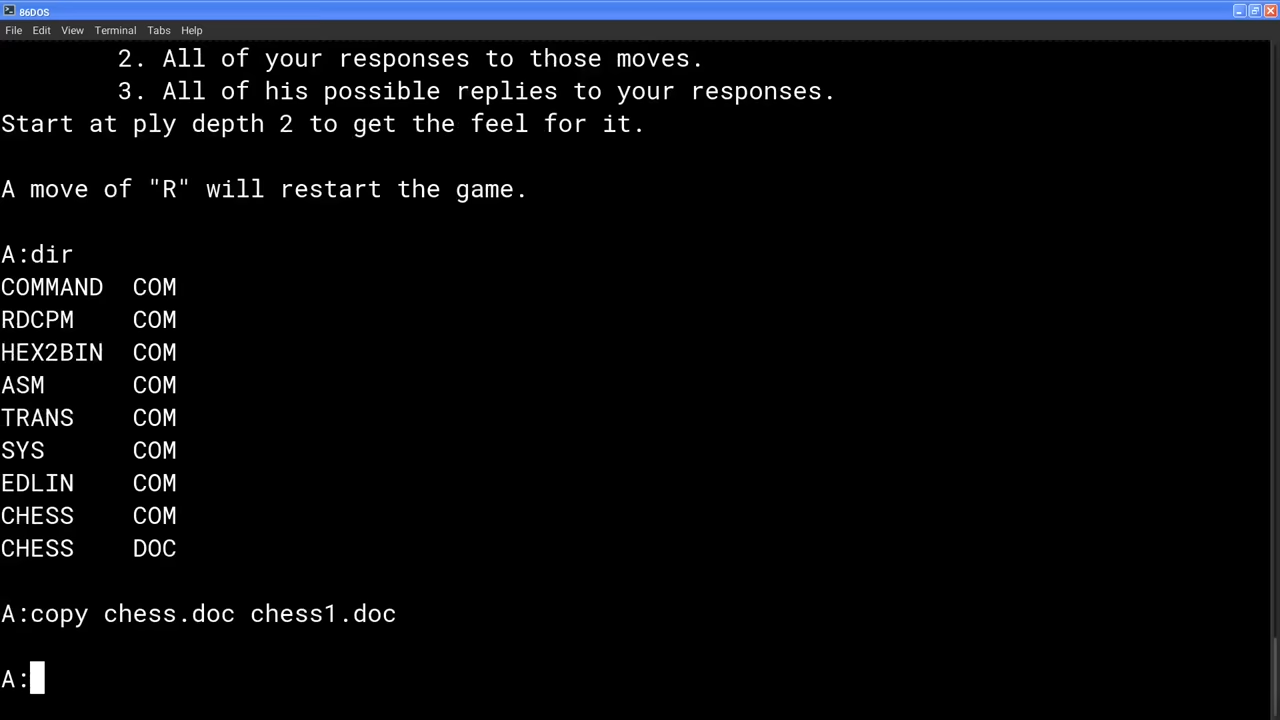 86DOS
File Edit View Terminal Tabs Help
2. All of your responses to those moves.
3. All of his possible replies to your responses.
Start at ply depth 2 to get the feel for it.
A move of "R" will restart the game.
A:dir
COMMAND COM
RDCPM COM
HEX2BIN COM
ASM COM
TRANS COM
SYS COM
EDLIN COM
CHESS COM
CHESS DOC
A:copy chess.doc chess1.doc
A: